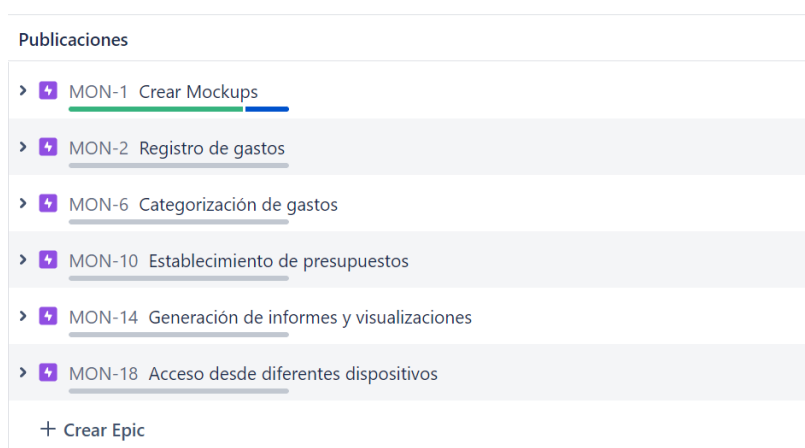 Publicaciones
MON-1 Crear Mockups
MON-2 Registro de gastos
MON-6 Categorización de gastos
MON-10 Establecimiento de presupuestos
MON-14 Generación de informes y visualizaciones
MON-18 Acceso desde diferentes dispositivos
+ Crear Epic